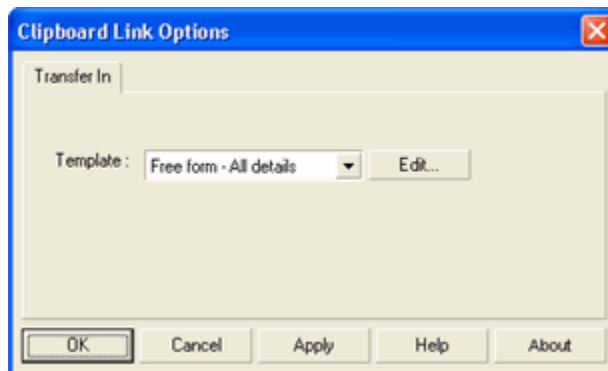 Clipboard Link Options
Transfer In
Template : Free form - All details Edit...
OK Cancel Apply Help About